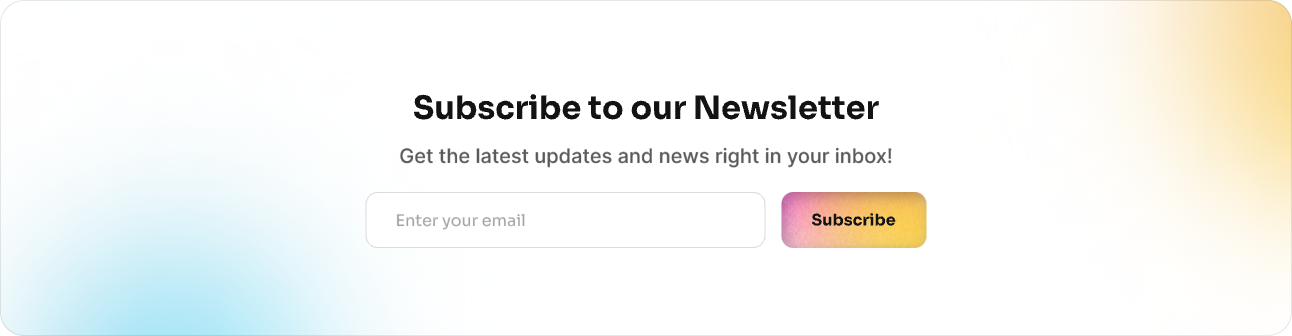 Subscribe to our Newsletter
Get the latest updates and news right in your inbox!
Enter your email
Subscribe